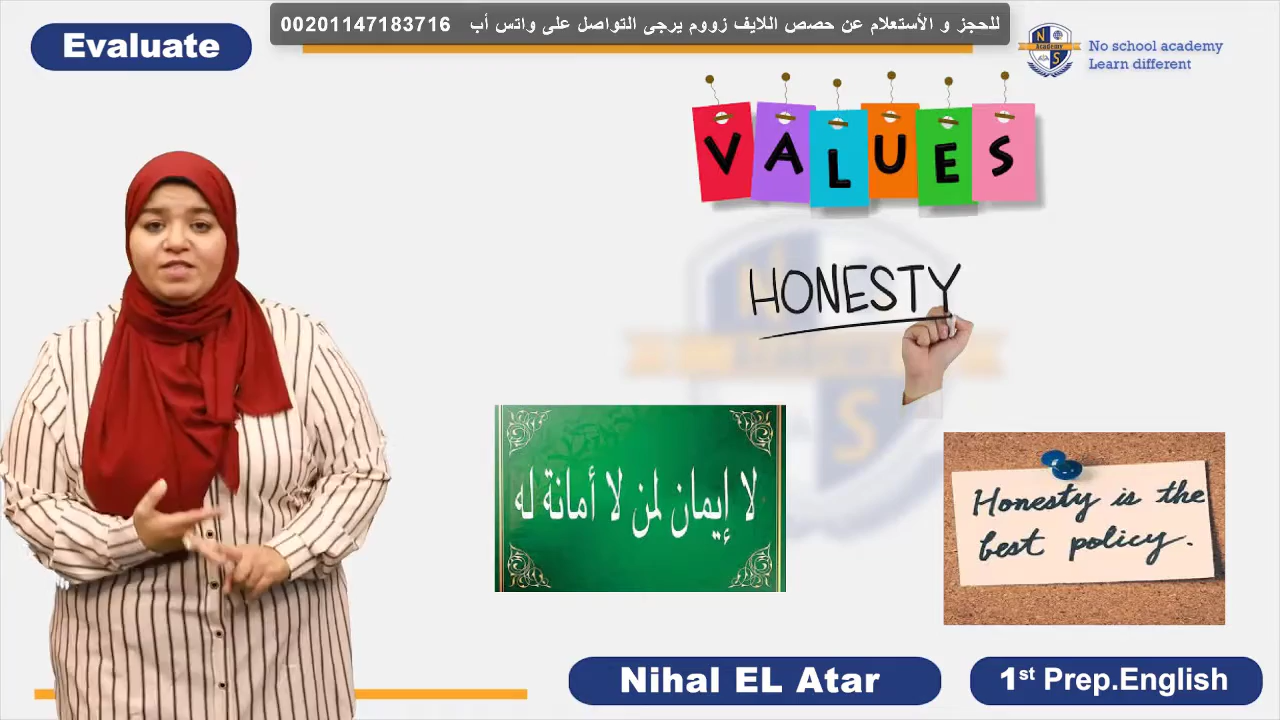 للحجز و الأستعلام عن حصص اللايف زووم يرجى التواصل على واتس أب 00201147183716
Evaluate
N
Academy
S
No school academy
Learn different
VALUES
HONESTY
لا إيمان لمن لا أمانة له
Honesty is the
best policy.
Nihal EL Atar
1st Prep.English